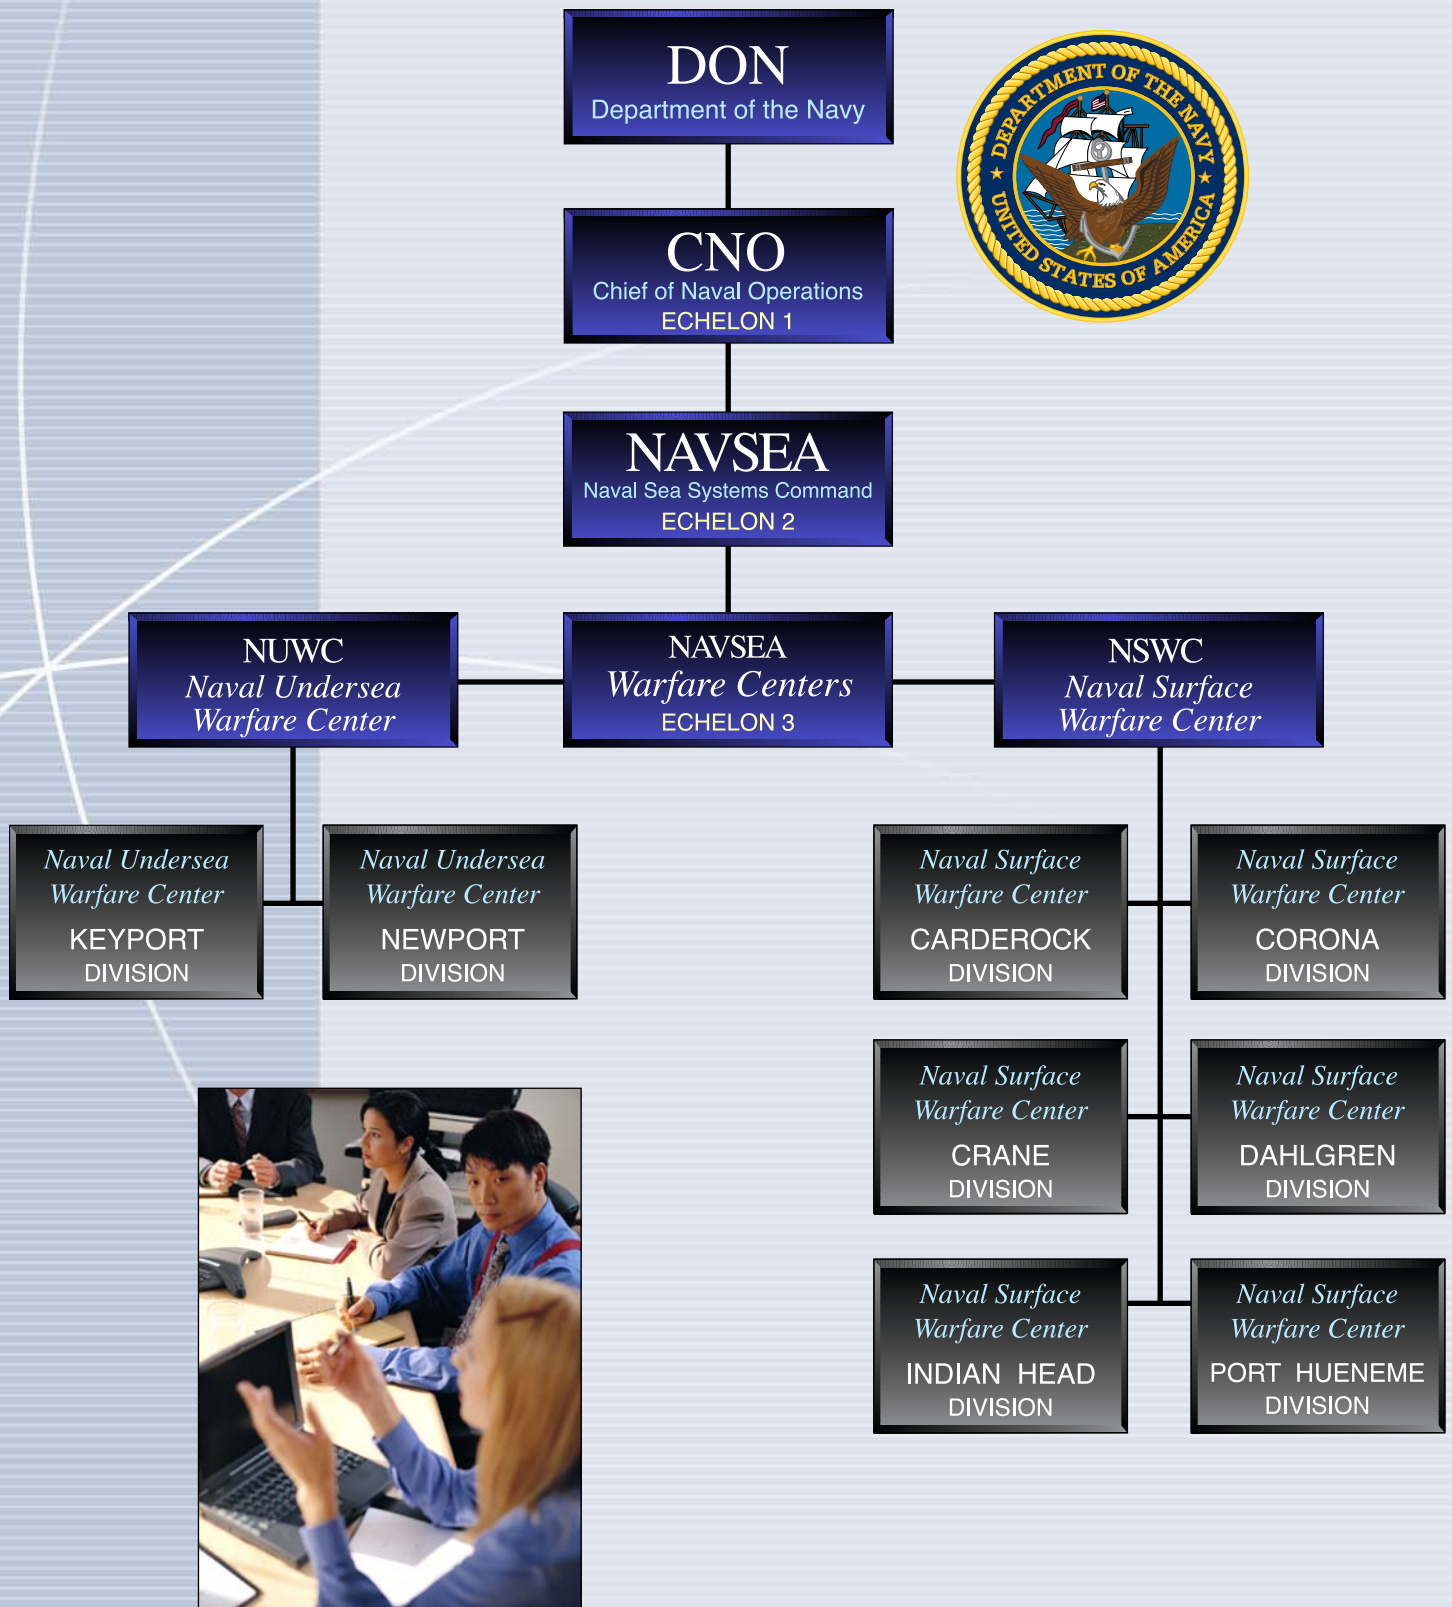 DON
Department of the Navy
DEPARTMENT OF THE NAVY
UNITED STATES OF AMERICA
CNO
Chief of Naval Operations
ECHELON 1
NAVSEA
Naval Sea Systems Command
ECHELON 2
NUWC
Naval Undersea
Warfare Center
NAVSEA
Warfare Centers
ECHELON 3
NSWC
Naval Surface
Warfare Center
Naval Undersea
Warfare Center
KEYPORT
DIVISION
Naval Undersea
Warfare Center
NEWPORT
DIVISION
Naval Surface
Warfare Center
CARDEROCK
DIVISION
Naval Surface
Warfare Center
CORONA
DIVISION
Naval Surface
Warfare Center
CRANE
DIVISION
Naval Surface
Warfare Center
DAHLGREN
DIVISION
Naval Surface
Warfare Center
INDIAN HEAD
DIVISION
Naval Surface
Warfare Center
PORT HUENEME
DIVISION